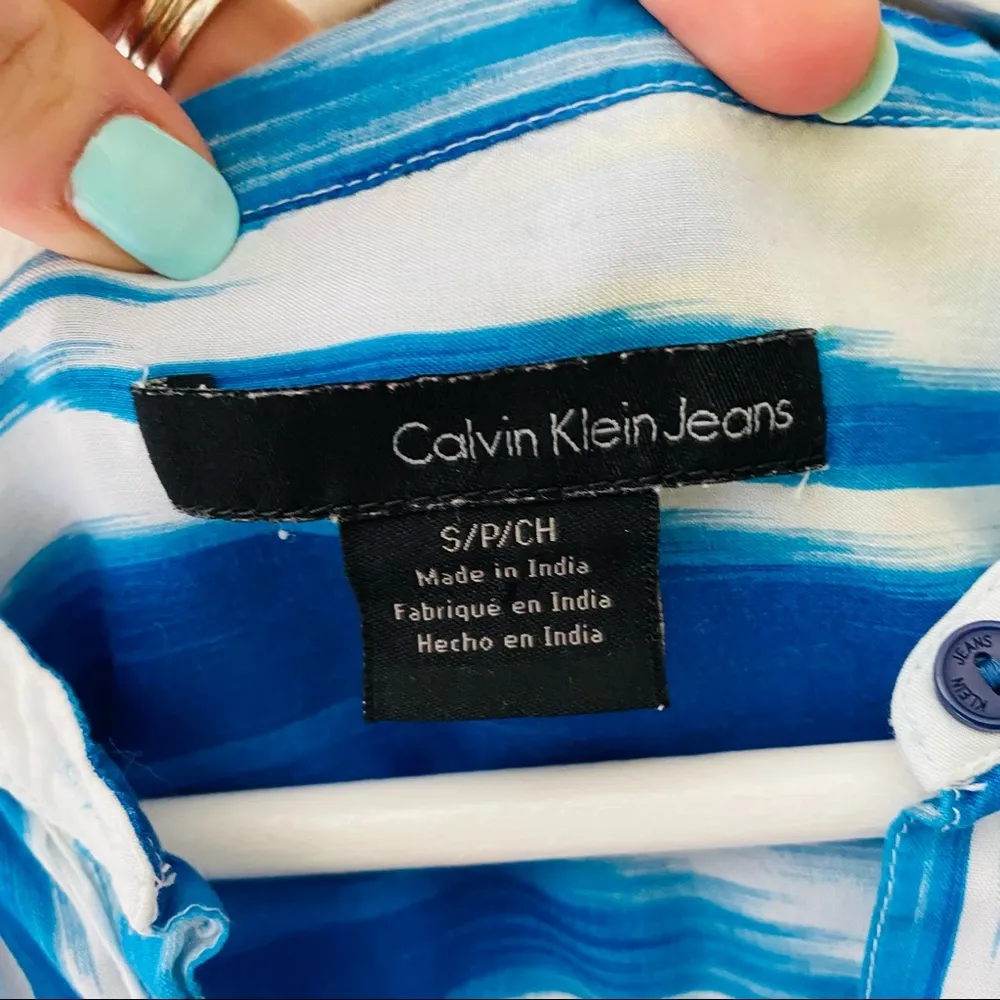 Calvin Klein Jeans
S/P/CH
Made in India
Fabriqué en India
Hecho en India
JEANS
KLEIN